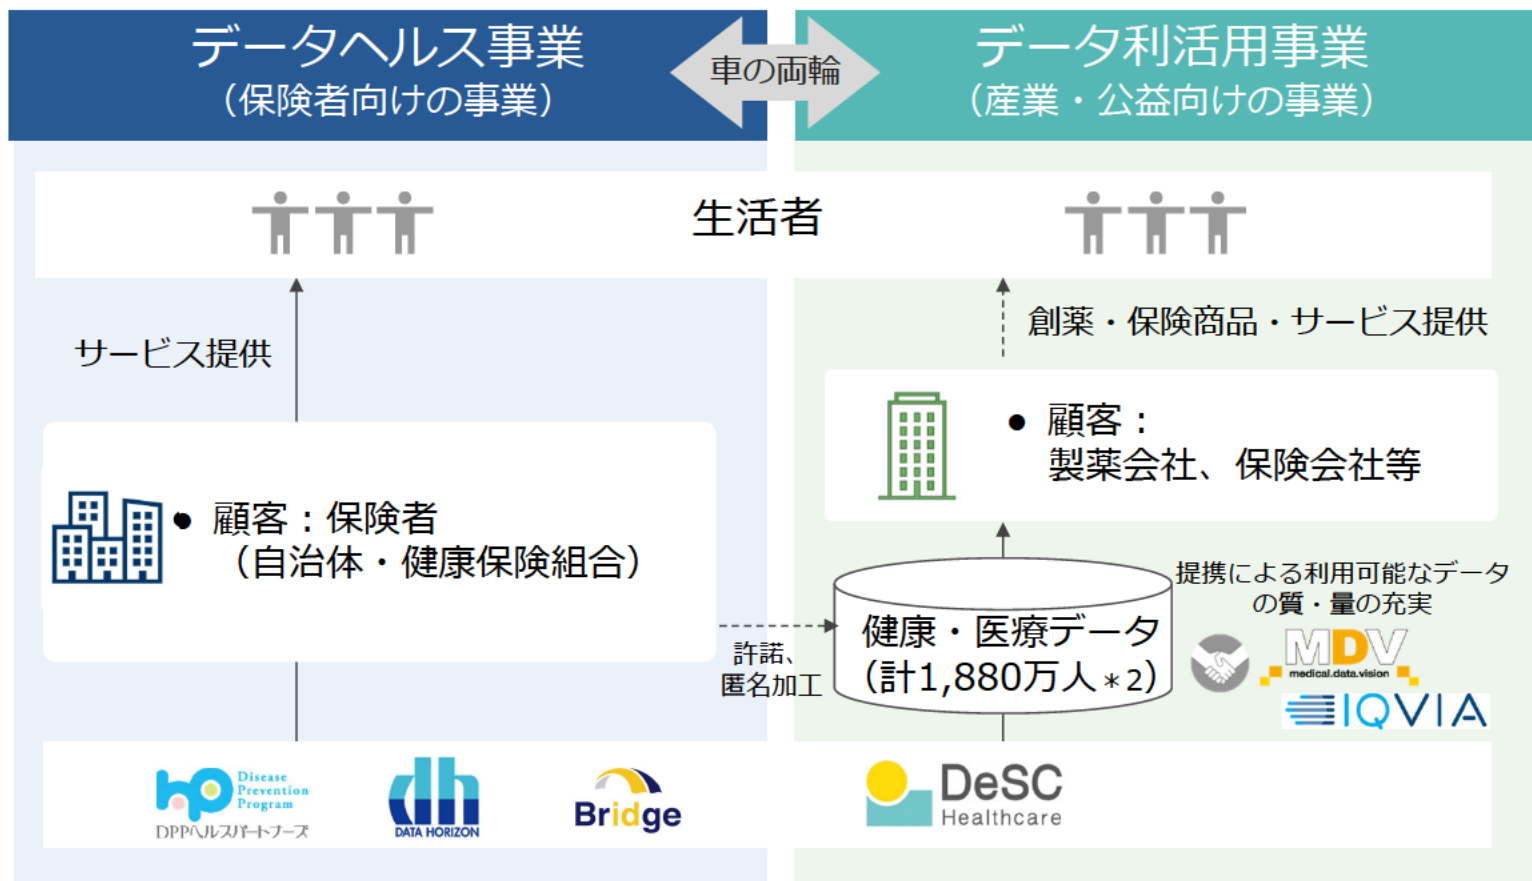 データヘルス事業
（保険者向けの事業）
車の両輪
データ利活用事業
（産業・公益向けの事業）
生活者
サービス提供
創薬・保険商品・サービス提供
● 顧客：保険者
（自治体・健康保険組合）
● 顧客：
製薬会社、保険会社等
許諾、
匿名加工
健康・医療データ
（計1,880万人＊2）
提携による利用可能なデータ
の質・量の充実
MDV
medical.data.vision
IQVIA
hp
Disease
Prevention
Program
DPPヘルスパートナーズ
dh
DATA HORIZON
Bridge
DeSC
Healthcare